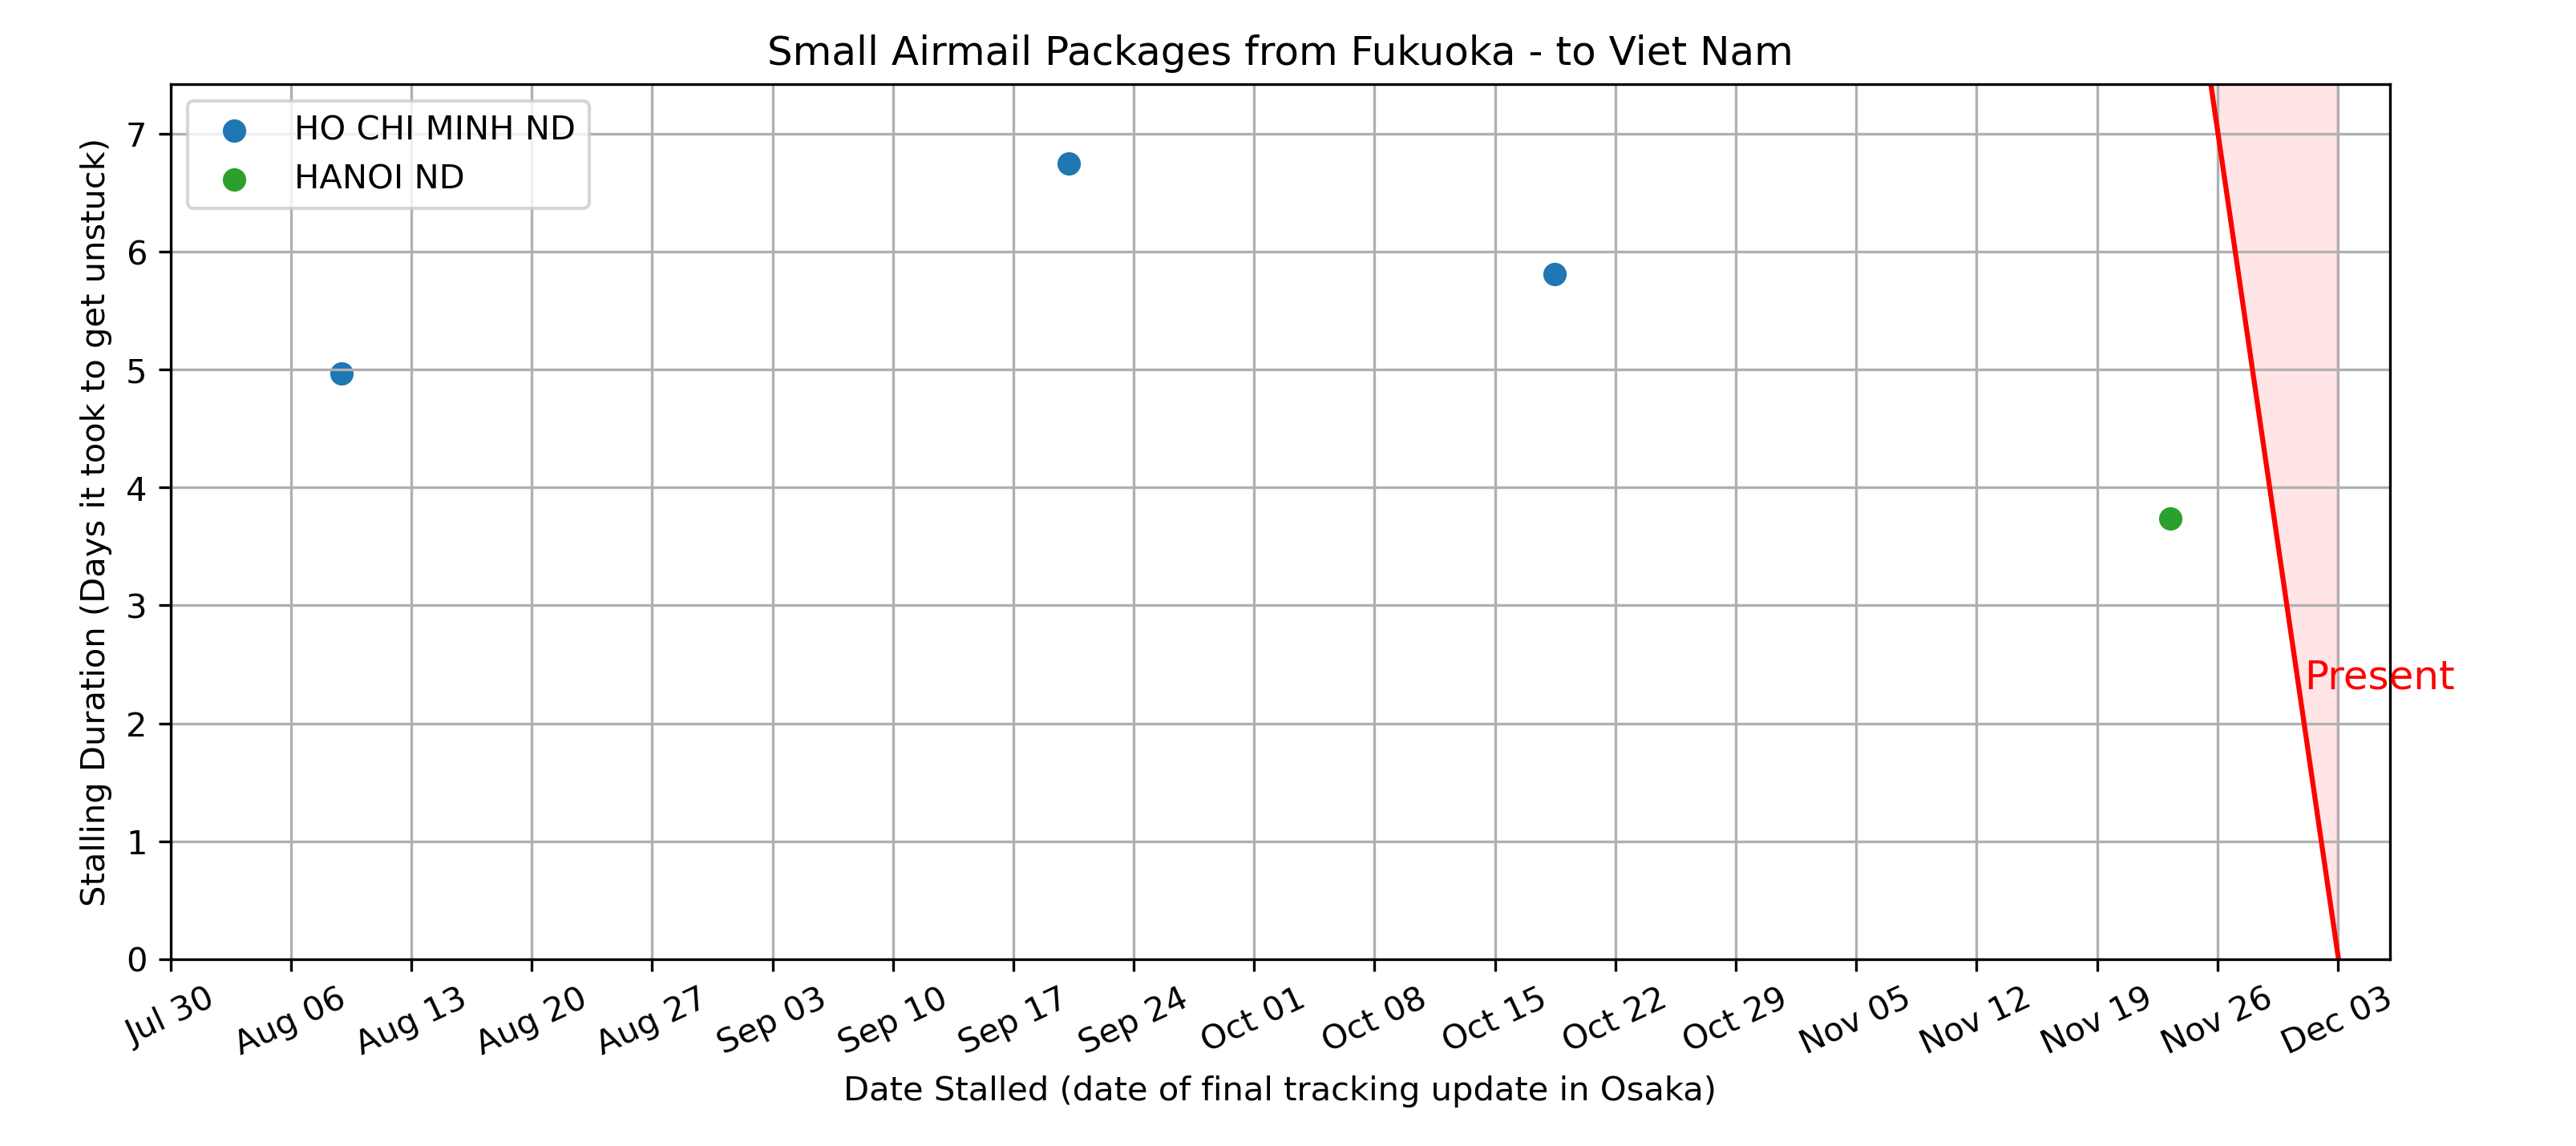 Small Airmail Packages from Fukuoka - to Viet Nam
HO CHI MINH ND
HANOI ND
Stalling Duration (Days it took to get unstuck)
7
6
5
4
3
2
1
0
Present
Jul 30
Aug 06
Aug 13
Aug 20
Aug 27
Sep 03
Sep 10
Sep 17
Sep 24
Oct 01
Oct 08
Oct 15
Oct 22
Oct 29
Nov 05
Nov 12
Nov 19
Nov 26
Dec 03
Date Stalled (date of final tracking update in Osaka)